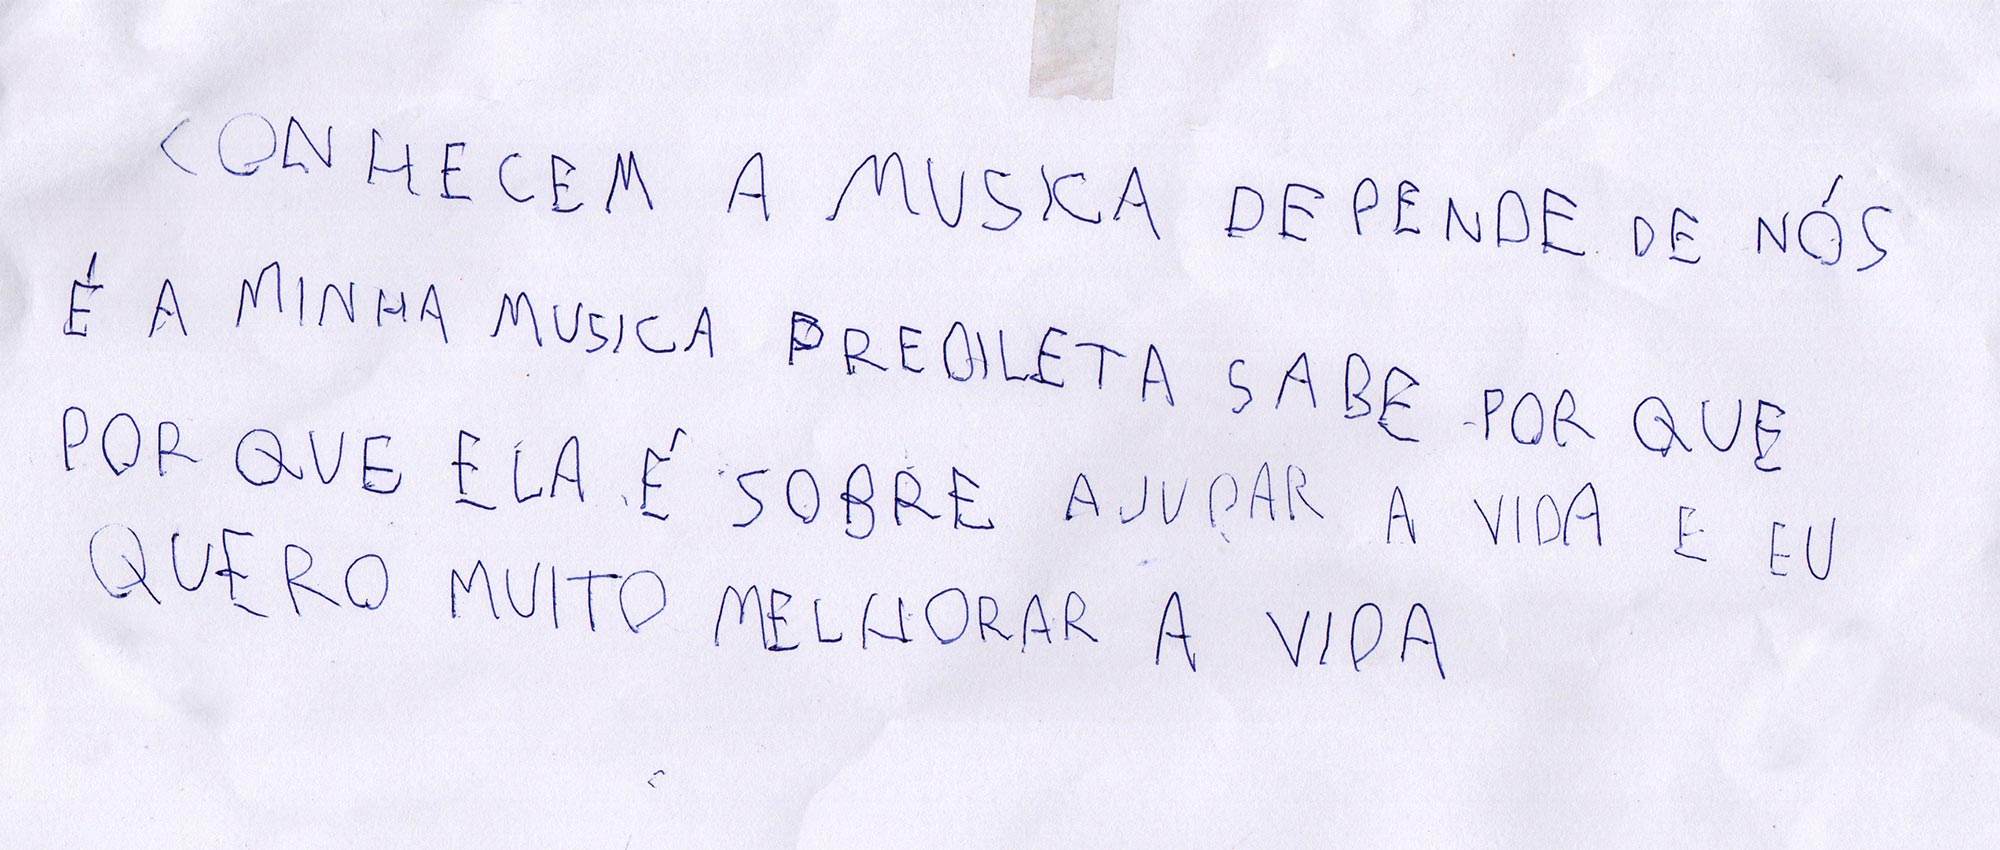 CONHECEM A MUSICA DEPENDE DE NÓS
É A MINHA MUSICA PREDILETA SABE POR QUE
POR QUE ELA É SOBRE AJUDAR A VIDA E EU
QUERO MUITO MELHORAR A VIDA